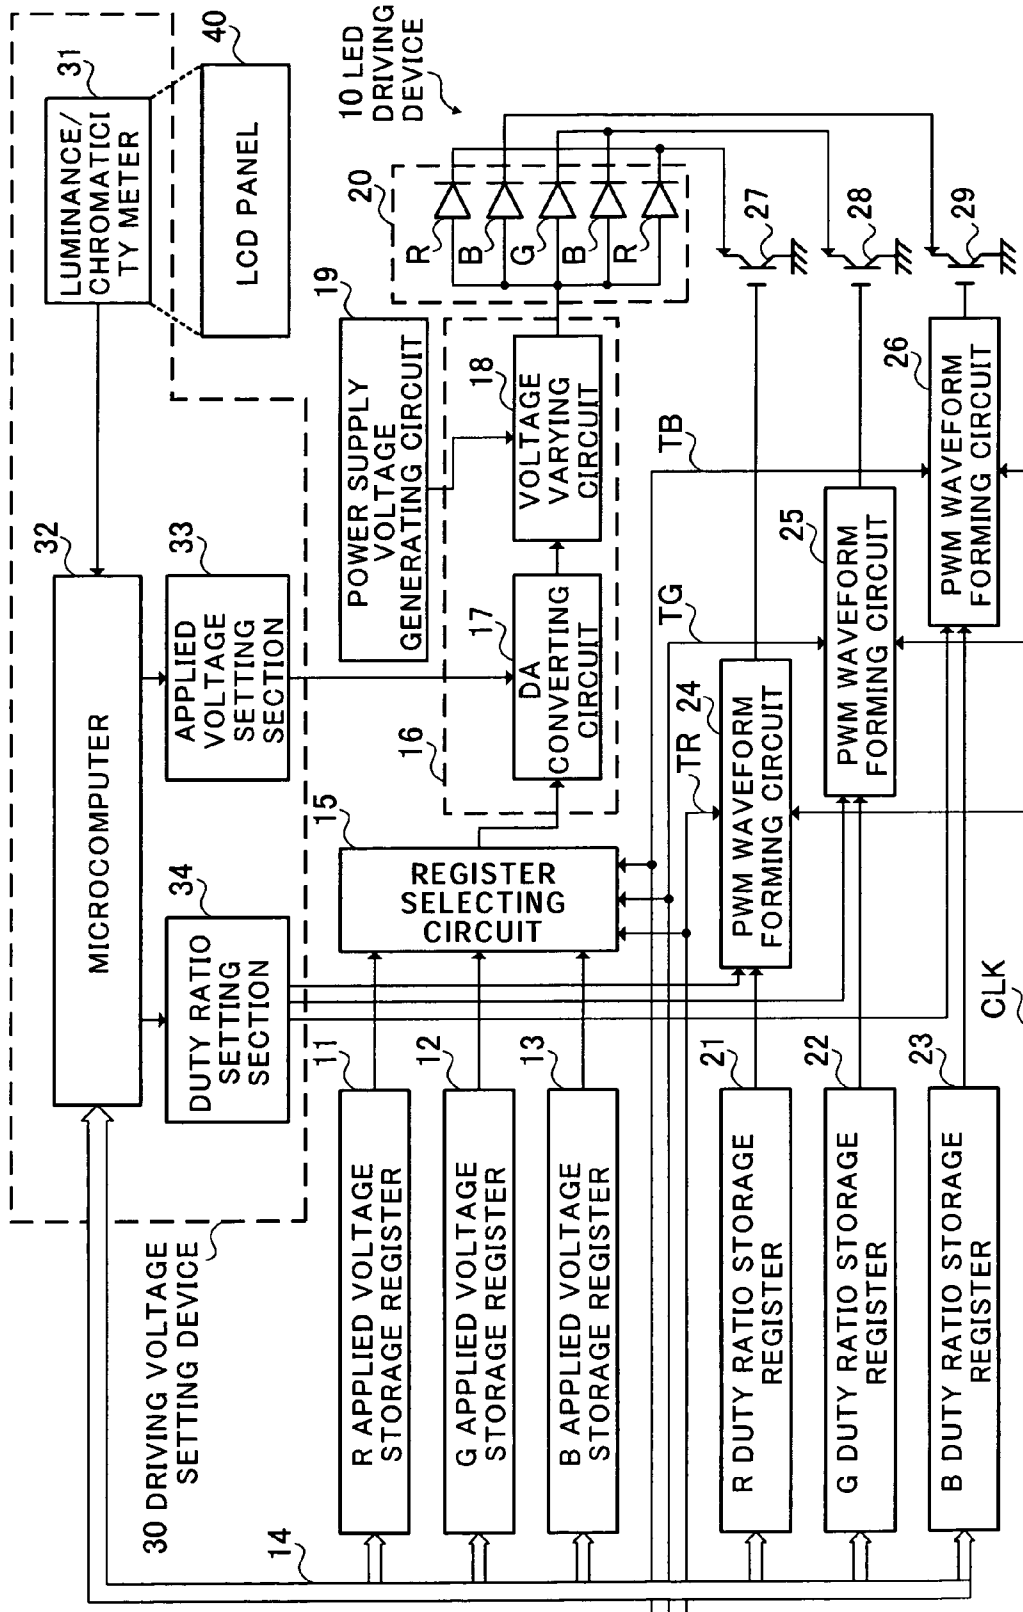 LUMINANCE/
CHROMATICI
TY METER
31
LCD PANEL
40
MICROCOMPUTER
32
APPLIED
VOLTAGE
SETTING
SECTION
33
DUTY RATIO
SETTING
SECTION
34
30 DRIVING VOLTAGE
SETTING DEVICE
10 LED
DRIVING
DEVICE
14
R APPLIED VOLTAGE
STORAGE REGISTER
11
G APPLIED VOLTAGE
STORAGE REGISTER
12
B APPLIED VOLTAGE
STORAGE REGISTER
13
REGISTER
SELECTING
CIRCUIT
15
16
DA
CONVERTING
CIRCUIT
17
VOLTAGE
VARYING
CIRCUIT
18
POWER SUPPLY
VOLTAGE
GENERATING CIRCUIT
19
20
R
B
G
B
R
R DUTY RATIO STORAGE
REGISTER
21
G DUTY RATIO STORAGE
REGISTER
22
B DUTY RATIO STORAGE
REGISTER
23
TR
TG
TB
PWM WAVEFORM
FORMING CIRCUIT
24
PWM WAVEFORM
FORMING CIRCUIT
25
PWM WAVEFORM
FORMING CIRCUIT
26
27
28
29
CLK